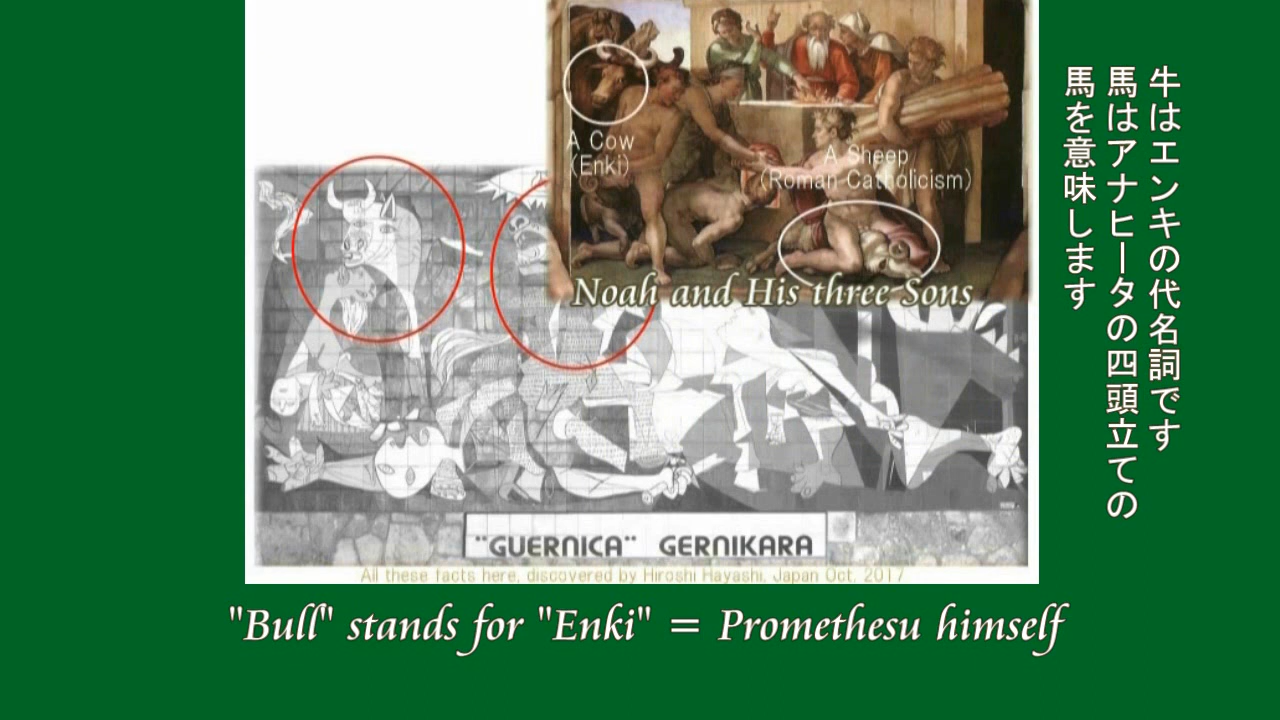 A Cow
(Enki)
A Sheep
(Roman Catholicism)
Noah and His three Sons
牛はエンキの代名詞です
馬はアナヒータの四頭立ての
馬を意味します
"GUERNICA" GERNIKARA
All these facts here, discovered by Hiroshi Hayashi, Japan Oct. 2017
"Bull" stands for "Enki" = Promethesu himself